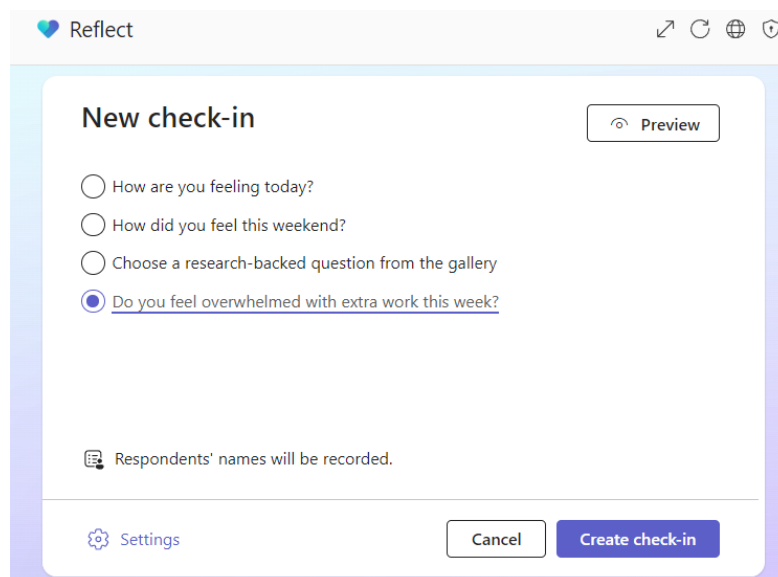 Reflect
New check-in
Preview
How are you feeling today?
How did you feel this weekend?
Choose a research-backed question from the gallery
Do you feel overwhelmed with extra work this week?
Respondents' names will be recorded.
Settings
Cancel
Create check-in